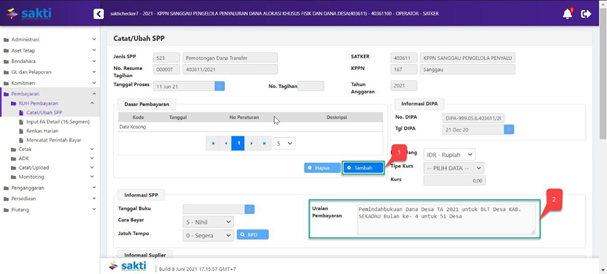 sakti
sakticheker7 - 2021 - KPPN SANGGAU PENGELOLA PENYALURAN DANA ALOKASI KHUSUS FISIK DAN DANA DESA(403611) - 40361100 - OPERATOR - SATKER
Administrasi
Aset Tetap
Bendahara
GL dan Pelaporan
Komitmen
Pembayaran
RUH Pembayaran
Catat/Ubah SPP
Input FA Detail (16 Segmen)
Renkas Harian
Mencatat Perintah Bayar
Cetak
ADK
Catat/Upload
Monitoring
Penganggaran
Persediaan
Piutang
Catat/Ubah SPP
Jenis SPP 523 Pemotongan Dana Transfer
SATKER 403611 KPPN SANGGAU PENGELOLA PENYALU
No. Resume Tagihan 00000T 403611/2021
KPPN 167 Sanggau
Tanggal Proses 11 Jun 21
No. Tagihan
Tahun Anggaran 2021
Dasar Pembayaran
Kode Tanggal No Peraturan Deskripsi
Data Kosong
1 5
Hapus Tambah
1
Informasi DIPA
No. DIPA DIPA-999.05.6.403611/20
Tgl DIPA 21 Dec 20
IDR - Rupiah
Tipe Kurs -- PILIH DATA --
Kurs 0.00
Informasi SPP
Tanggal Buku
Cara Bayar 5 - Nihil
Jatuh Tempo 0 - Segera RPD
Uraian Pembayaran
Pemindahbukuan Dana Desa TA 2021 untuk BLT Desa KAB.
SEKADAU Bulan ke- 4 untuk 51 Desa
2
Informasi Suplier
sakti Build 8 Juni 2021 17:15:37 GMT+7